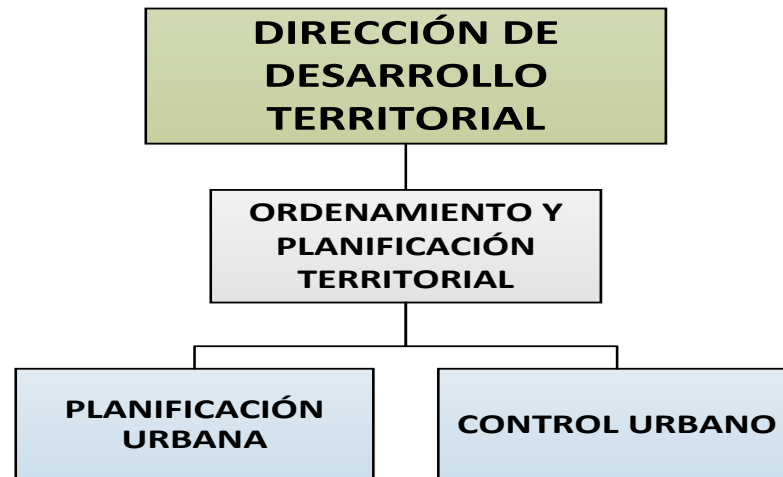 DIRECCIÓN DE
DESARROLLO
TERRITORIAL
ORDENAMIENTO Y
PLANIFICACIÓN
TERRITORIAL
PLANIFICACIÓN
URBANA
CONTROL URBANO